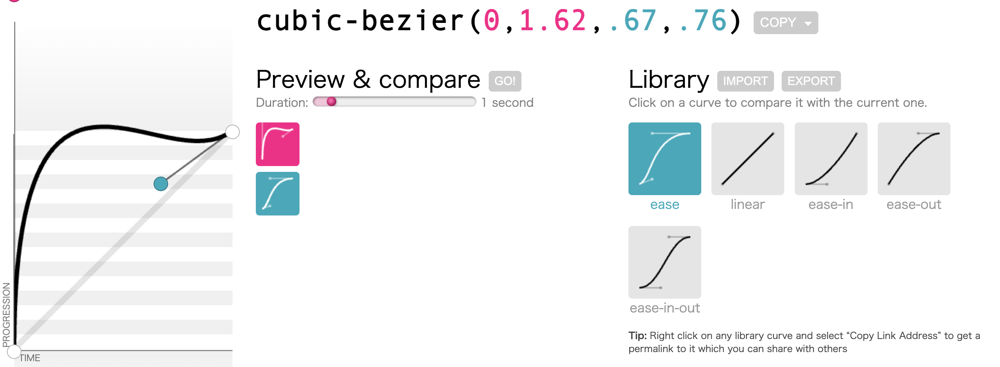 cubic-bezier(0,1.62,.67,.76) COPY
Preview & compare GO!
Duration: 1 second
Library IMPORT EXPORT
Click on a curve to compare it with the current one.
ease linear ease-in ease-out
ease-in-out
Tip: Right click on any library curve and select “Copy Link Address” to get a
permalink to it which you can share with others
PROGRESSION
TIME